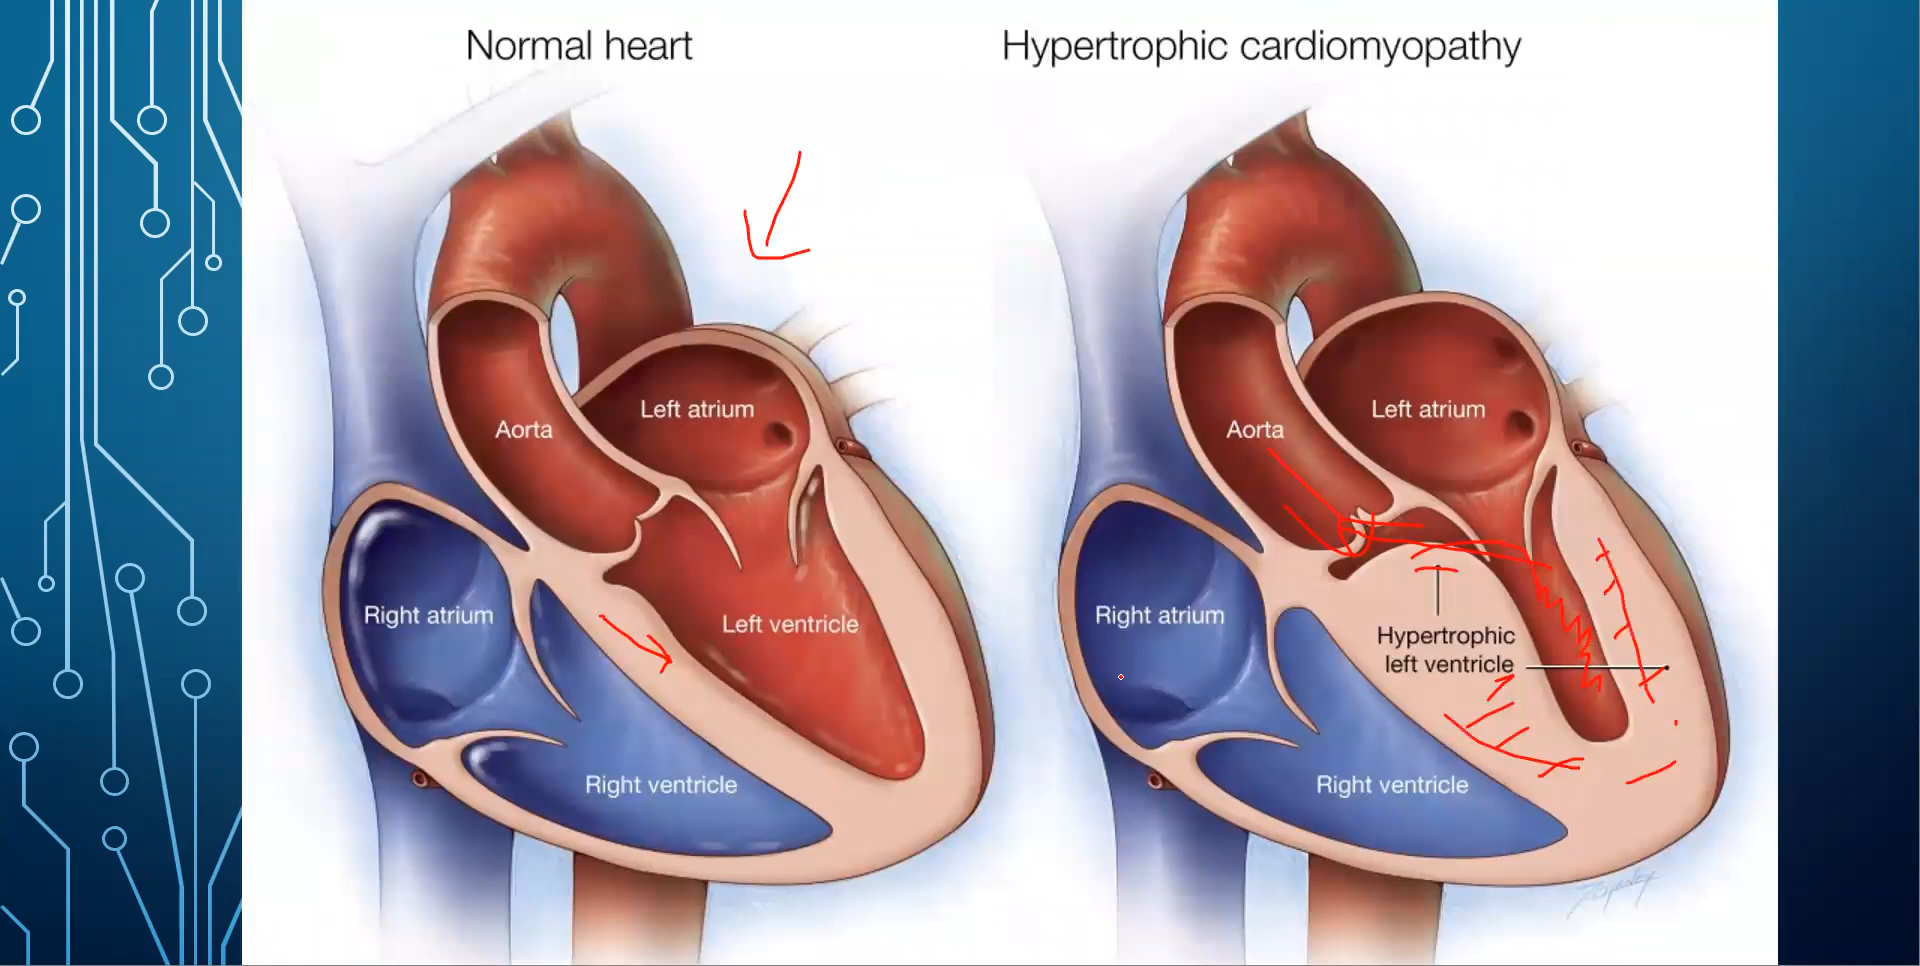 Normal heart
Hypertrophic cardiomyopathy
Aorta
Left atrium
Right atrium
Left ventricle
Right ventricle
Aorta
Left atrium
Right atrium
Hypertrophic
left ventricle
Right ventricle